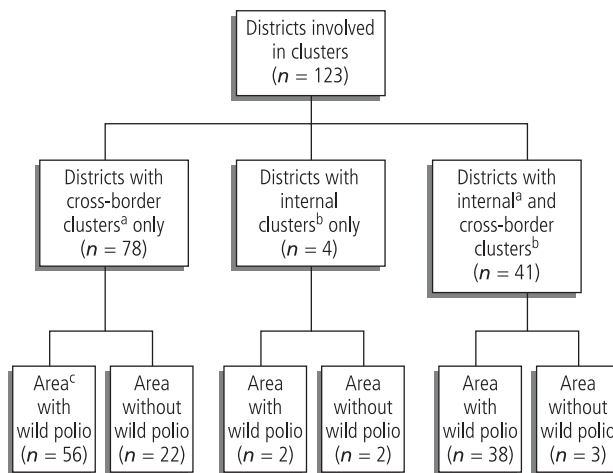 Districts involved
in clusters
(n = 123)
Districts with
cross-border
clustersᵃ only
(n = 78)
Districts with
internal
clustersᵇ only
(n = 4)
Districts with
internalᵃ and
cross-border
clustersᵇ
(n = 41)
Areaᶜ
with
wild polio
(n = 56)
Area
without
wild polio
(n = 22)
Area
with
wild polio
(n = 2)
Area
without
wild polio
(n = 2)
Area
with
wild polio
(n = 38)
Area
without
wild polio
(n = 3)